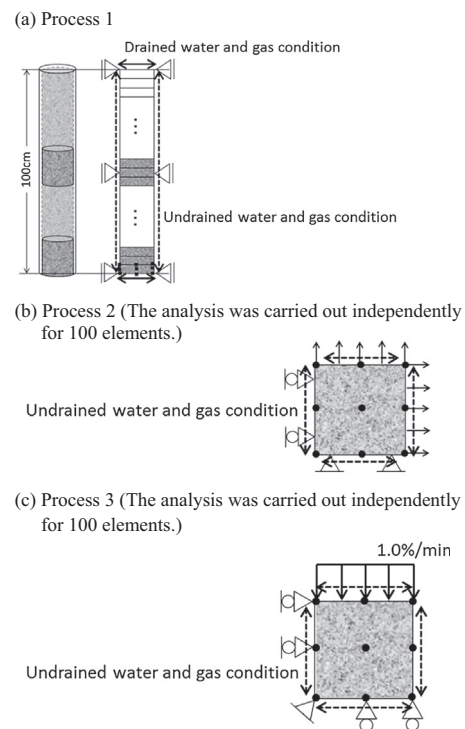 (a) Process 1
Drained water and gas condition
100cm
Undrained water and gas condition
(b) Process 2 (The analysis was carried out independently
for 100 elements.)
Undrained water and gas condition
(c) Process 3 (The analysis was carried out independently
for 100 elements.)
1.0%/min
Undrained water and gas condition